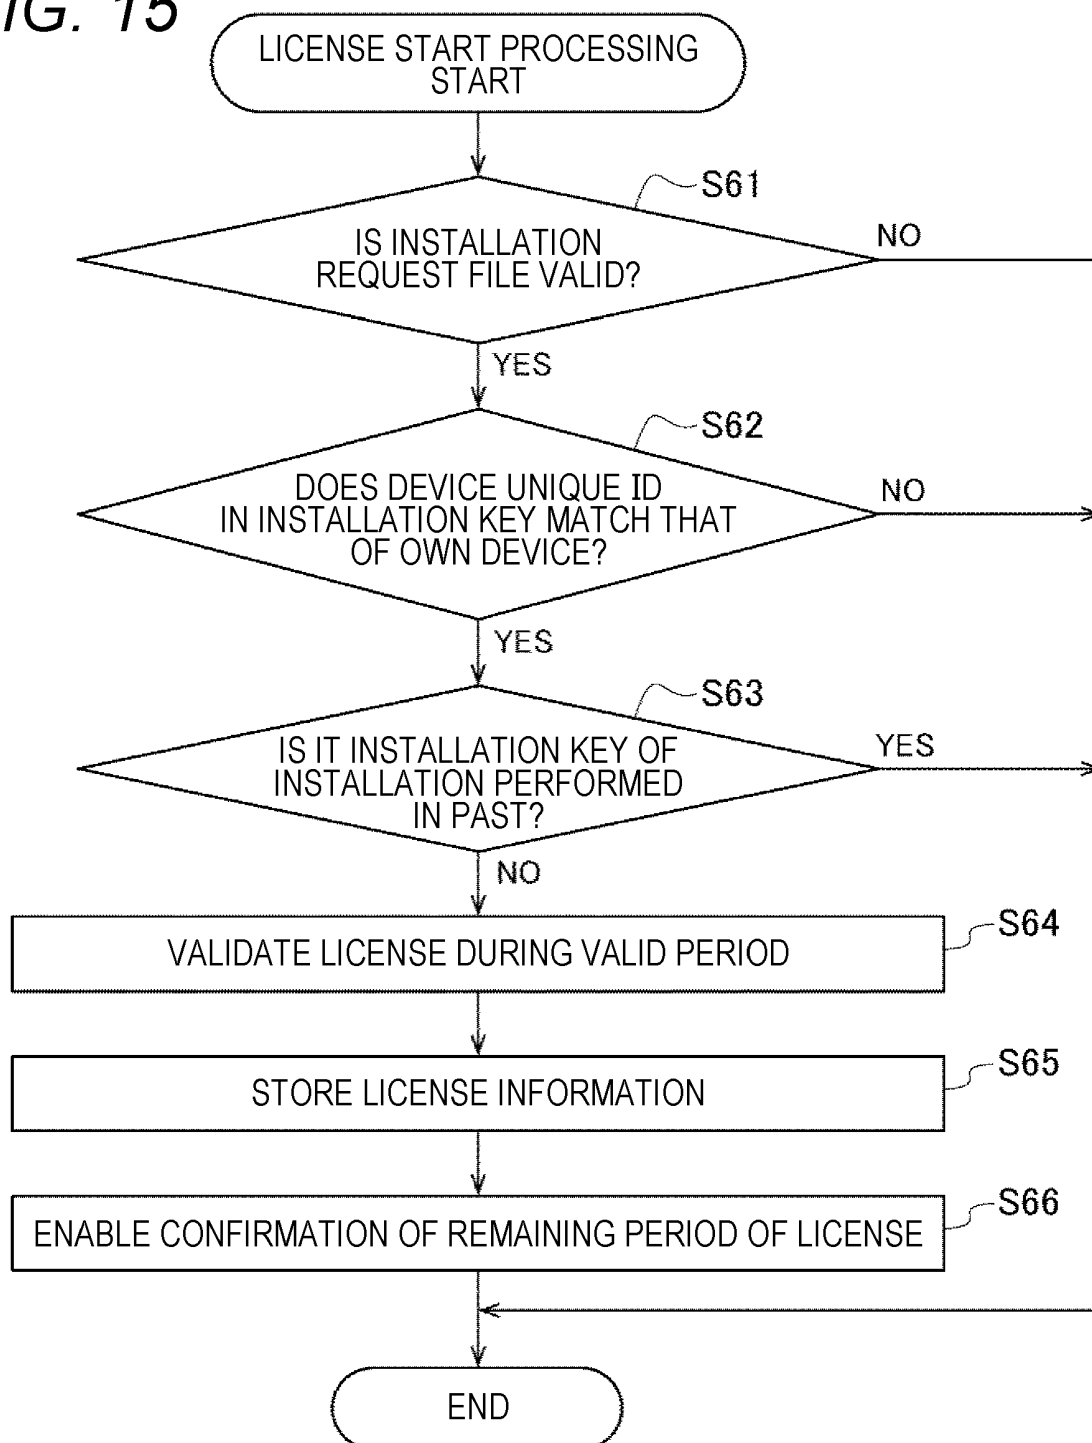 IG. 15
LICENSE START PROCESSING
START
S61
IS INSTALLATION
REQUEST FILE VALID?
NO
YES
S62
DOES DEVICE UNIQUE ID
IN INSTALLATION KEY MATCH THAT
OF OWN DEVICE?
NO
YES
S63
IS IT INSTALLATION KEY OF
INSTALLATION PERFORMED
IN PAST?
YES
NO
S64
VALIDATE LICENSE DURING VALID PERIOD
S65
STORE LICENSE INFORMATION
S66
ENABLE CONFIRMATION OF REMAINING PERIOD OF LICENSE
END